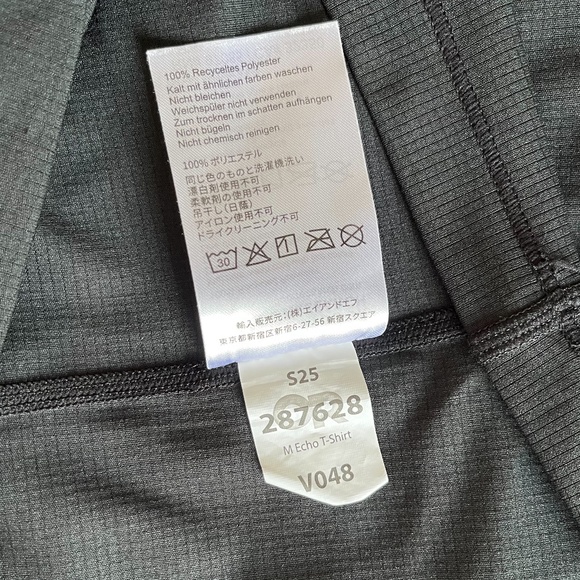 100% Recyceltes Polyester
Kalt mit ähnlichen farben waschen
Nicht bleichen
Weichspüler nicht verwenden
Zum trocknen im schatten aufhängen
Nicht bügeln
Nicht chemisch reinigen
100% ポリエステル
同じ色のものと洗濯機洗い
漂白剤使用不可
柔軟剤の使用不可
吊干し(日蔭)
アイロン使用不可
ドライクリーニング不可
30
1
輸入販売元:(株)エイアンドエフ
東京都新宿区新宿6-27-56 新宿スクエア
S25
OR
287628
M Echo T-Shirt
V048